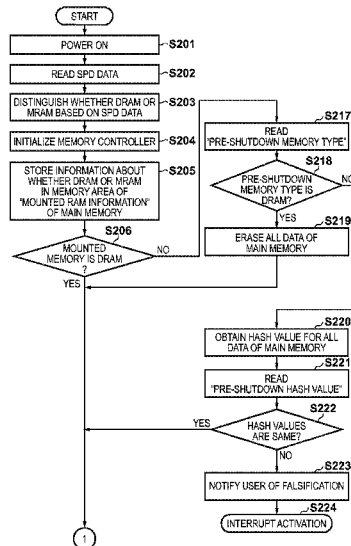 START
POWER ON
S201
READ SPD DATA
S202
DISTINGUISH WHETHER DRAM OR
MRAM BASED ON SPD DATA
S203
INITIALIZE MEMORY CONTROLLER
S204
STORE INFORMATION ABOUT
WHETHER DRAM OR MRAM
IN MEMORY AREA OF
"MOUNTED RAM INFORMATION"
OF MAIN MEMORY
S205
S206
MOUNTED
MEMORY IS DRAM
?
NO
YES
S217
READ
"PRE-SHUTDOWN MEMORY TYPE"
S218
PRE-SHUTDOWN
MEMORY TYPE IS
DRAM?
NO
YES
S219
ERASE ALL DATA OF
MAIN MEMORY
S220
OBTAIN HASH VALUE FOR ALL
DATA OF MAIN MEMORY
S221
READ
"PRE-SHUTDOWN HASH VALUE"
S222
HASH VALUES
ARE SAME?
YES
NO
S223
NOTIFY USER OF FALSIFICATION
S224
INTERRUPT ACTIVATION
1